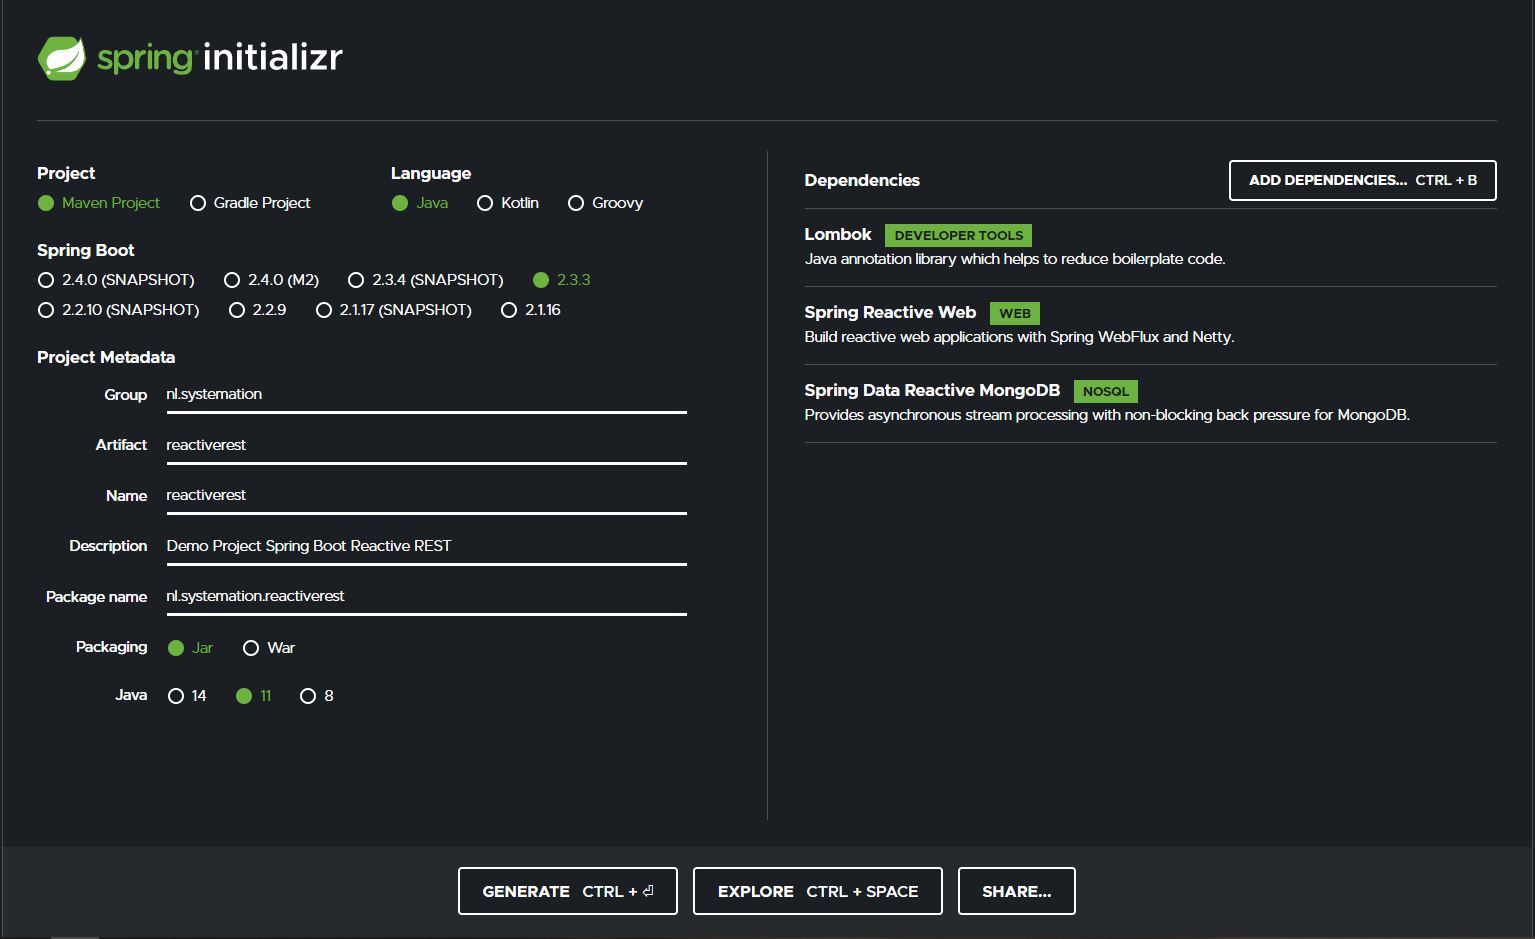 spring initializr
Project
Maven Project Gradle Project
Language
Java Kotlin Groovy
Spring Boot
2.4.0 (SNAPSHOT) 2.4.0 (M2) 2.3.4 (SNAPSHOT) 2.3.3
2.2.10 (SNAPSHOT) 2.2.9 2.1.17 (SNAPSHOT) 2.1.16
Project Metadata
Group nl.systemation
Artifact reactiverest
Name reactiverest
Description Demo Project Spring Boot Reactive REST
Package name nl.systemation.reactiverest
Packaging Jar War
Java 14 11 8
Dependencies ADD DEPENDENCIES... CTRL + B
Lombok DEVELOPER TOOLS
Java annotation library which helps to reduce boilerplate code.
Spring Reactive Web WEB
Build reactive web applications with Spring WebFlux and Netty.
Spring Data Reactive MongoDB NOSQL
Provides asynchronous stream processing with non-blocking back pressure for MongoDB.
GENERATE CTRL + ⏎ EXPLORE CTRL + SPACE SHARE...